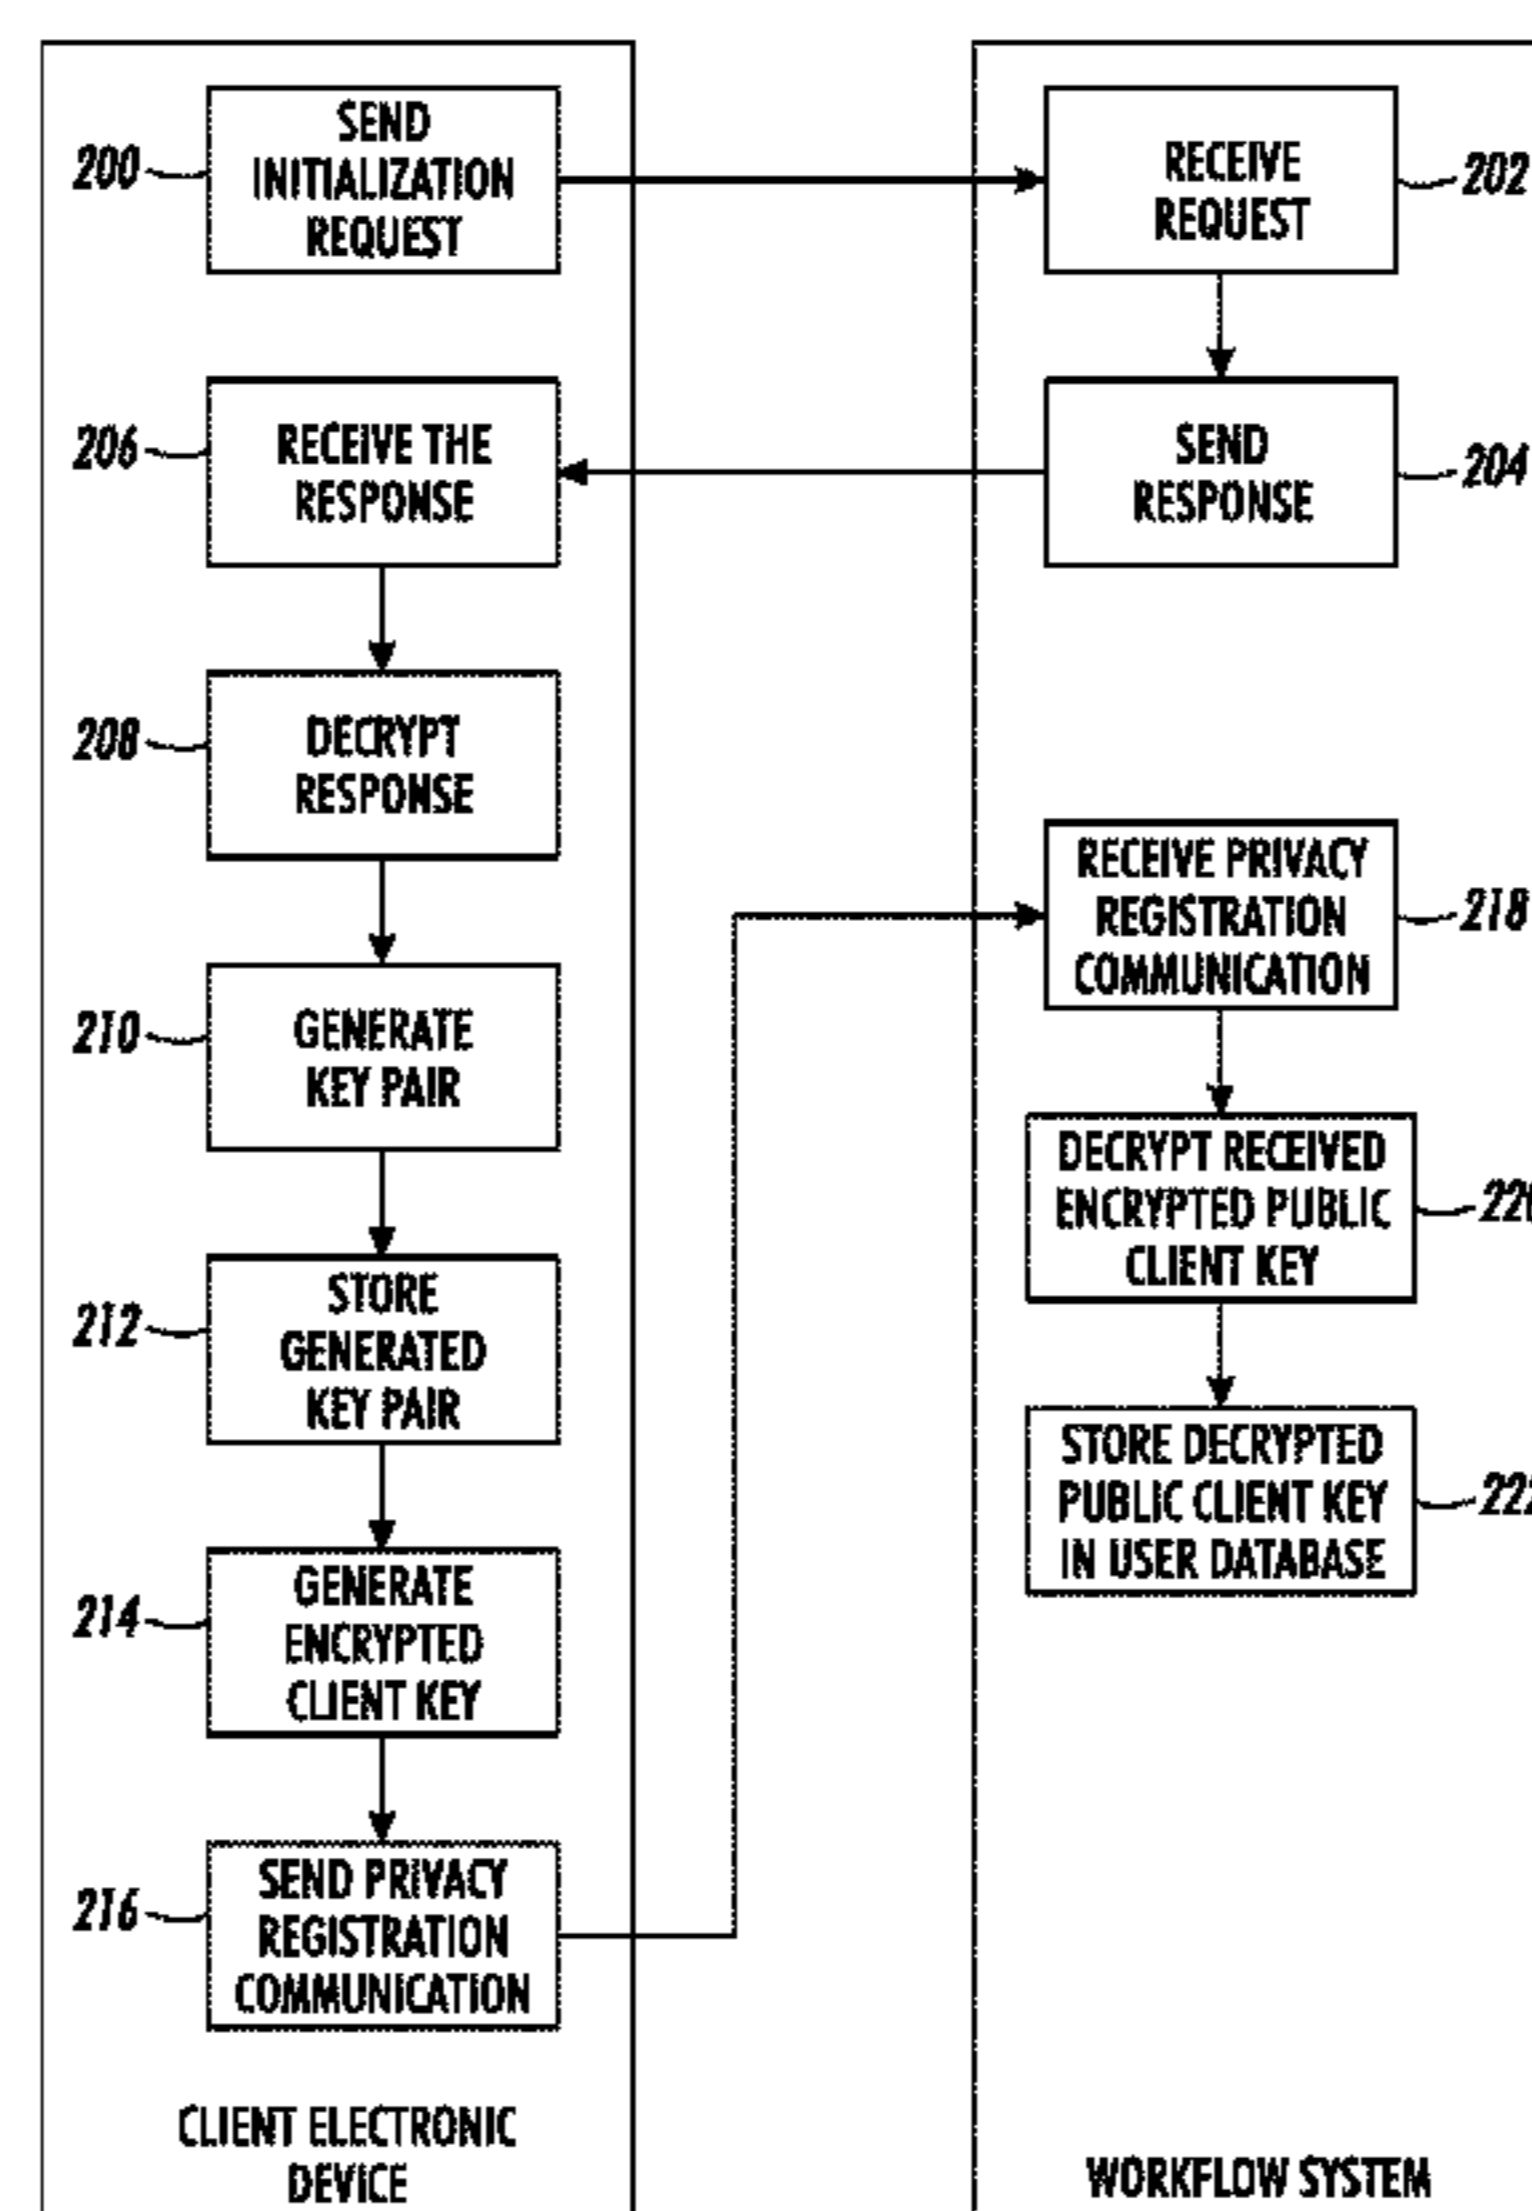 200
SEND
INITIALIZATION
REQUEST
RECEIVE
REQUEST
202
206
RECEIVE THE
RESPONSE
SEND
RESPONSE
204
208
DECRYPT
RESPONSE
RECEIVE PRIVACY
REGISTRATION
COMMUNICATION
218
210
GENERATE
KEY PAIR
DECRYPT RECEIVED
ENCRYPTED PUBLIC
CLIENT KEY
220
212
STORE
GENERATED
KEY PAIR
STORE DECRYPTED
PUBLIC CLIENT KEY
IN USER DATABASE
222
214
GENERATE
ENCRYPTED
CLIENT KEY
216
SEND PRIVACY
REGISTRATION
COMMUNICATION
CLIENT ELECTRONIC
DEVICE
WORKFLOW SYSTEM